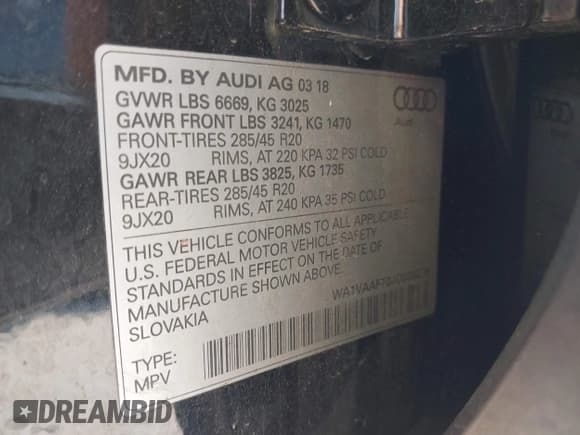 MFD. BY AUDI AG 03 18
GVWR LBS 6669, KG 3025
GAWR FRONT LBS 3241, KG 1470
FRONT-TIRES 285/45 R20
9JX20 RIMS, AT 220 KPA 32 PSI COLD
GAWR REAR LBS 3825, KG 1735
REAR-TIRES 285/45 R20
9JX20 RIMS, AT 240 KPA 35 PSI COLD
Audi
THIS VEHICLE CONFORMS TO ALL APPLICABLE
U.S. FEDERAL MOTOR VEHICLE SAFETY
STANDARDS IN EFFECT ON THE DATE OF
MANUFACTURE SHOWN ABOVE.
SLOVAKIA
TYPE:
MPV
DREAMBID